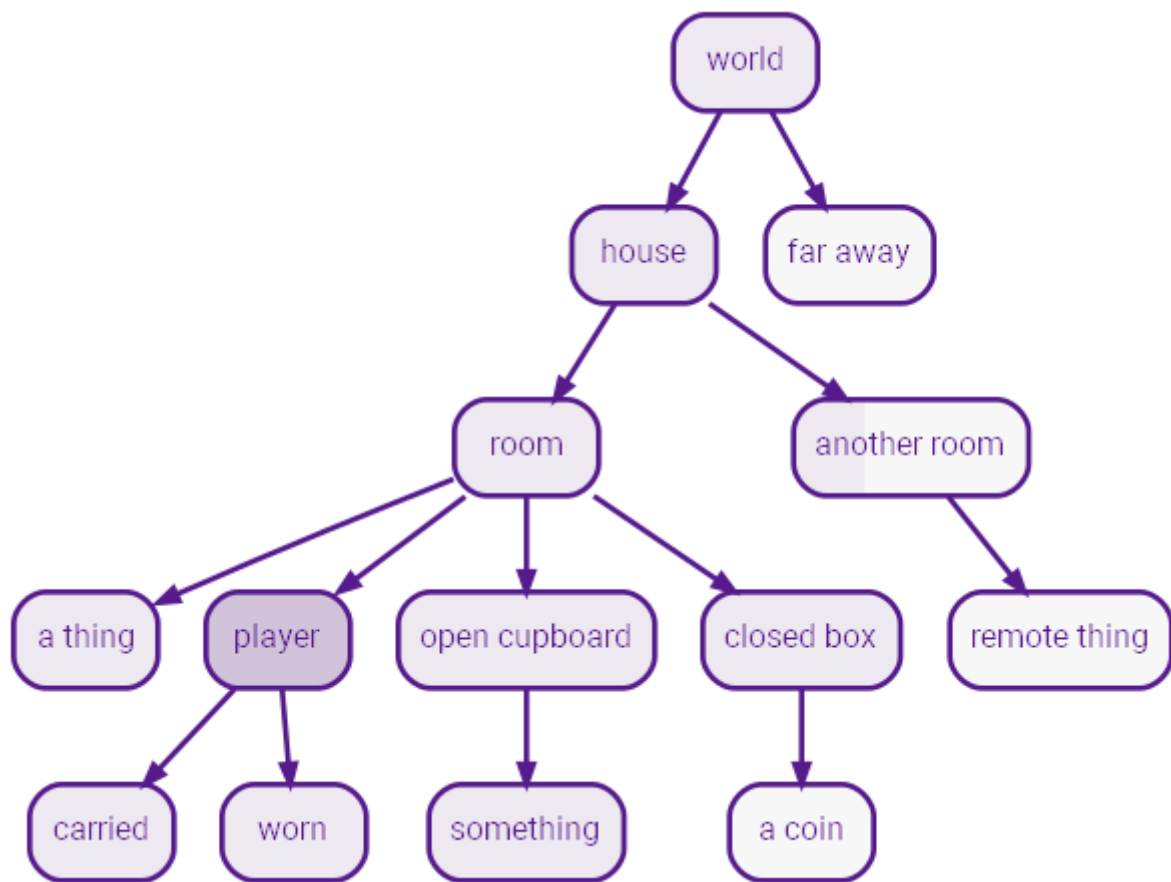 world
house
far away
room
another room
a thing
player
open cupboard
closed box
remote thing
carried
worn
something
a coin